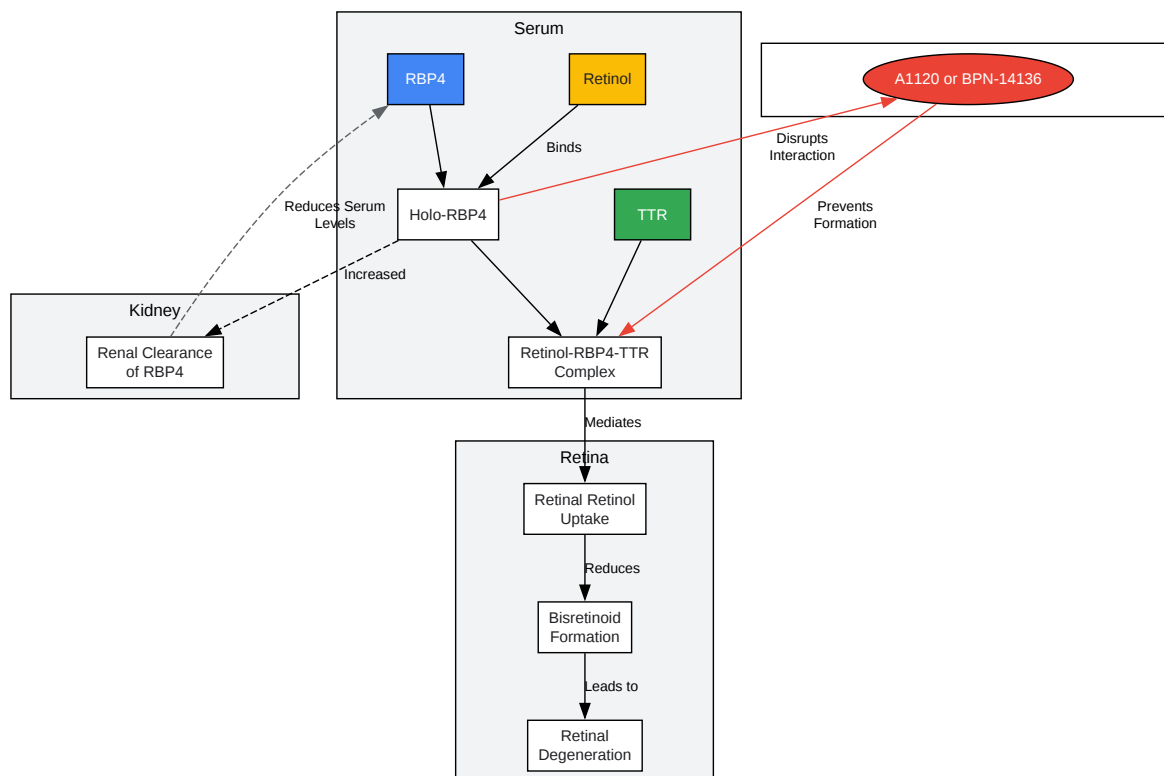 Serum
RBP4
Retinol
A1120 or BPN-14136
Binds
Disrupts
Interaction
Reduces Serum
Levels
Holo-RBP4
TTR
Prevents
Formation
Increased
Kidney
Renal Clearance
of RBP4
Retinol-RBP4-TTR
Complex
Mediates
Retina
Retinal Retinol
Uptake
Reduces
Bisretinoid
Formation
Leads to
Retinal
Degeneration